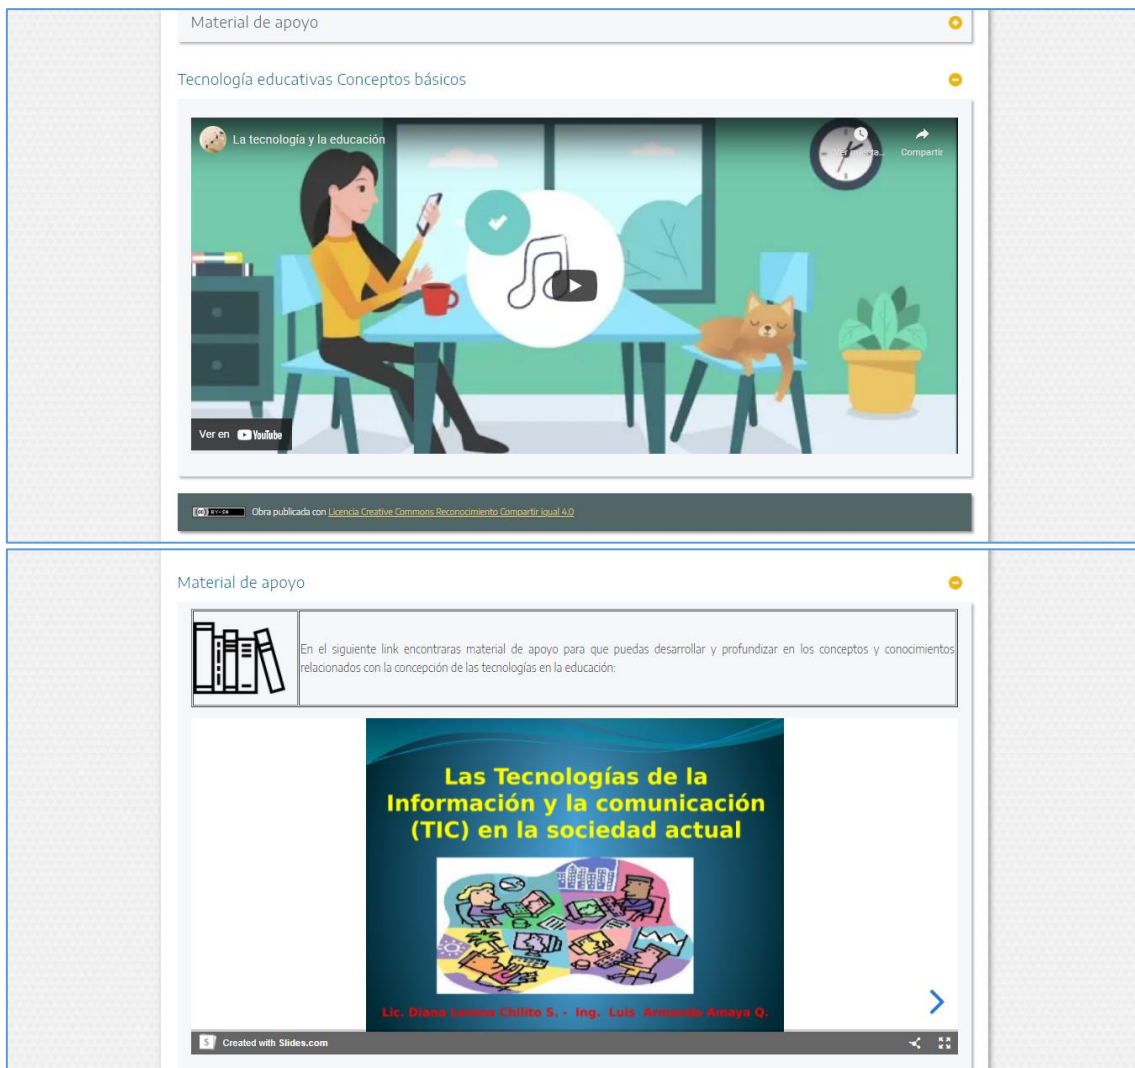 Material de apoyo
Tecnología educativas Conceptos básicos
La tecnología y la educación
Compartir
Ver en YouTube
BY-SA Obra publicada con Licencia Creative Commons Reconocimiento Compartir igual 4.0
Material de apoyo
En el siguiente link encontraras material de apoyo para que puedas desarrollar y profundizar en los conceptos y conocimientos
relacionados con la concepción de las tecnologías en la educación:
Las Tecnologías de la
Información y la comunicación
(TIC) en la sociedad actual
Lic. Diana Lorena Chilito S. - Ing. Luis Armando Amaya Q.
S Created with Slides.com